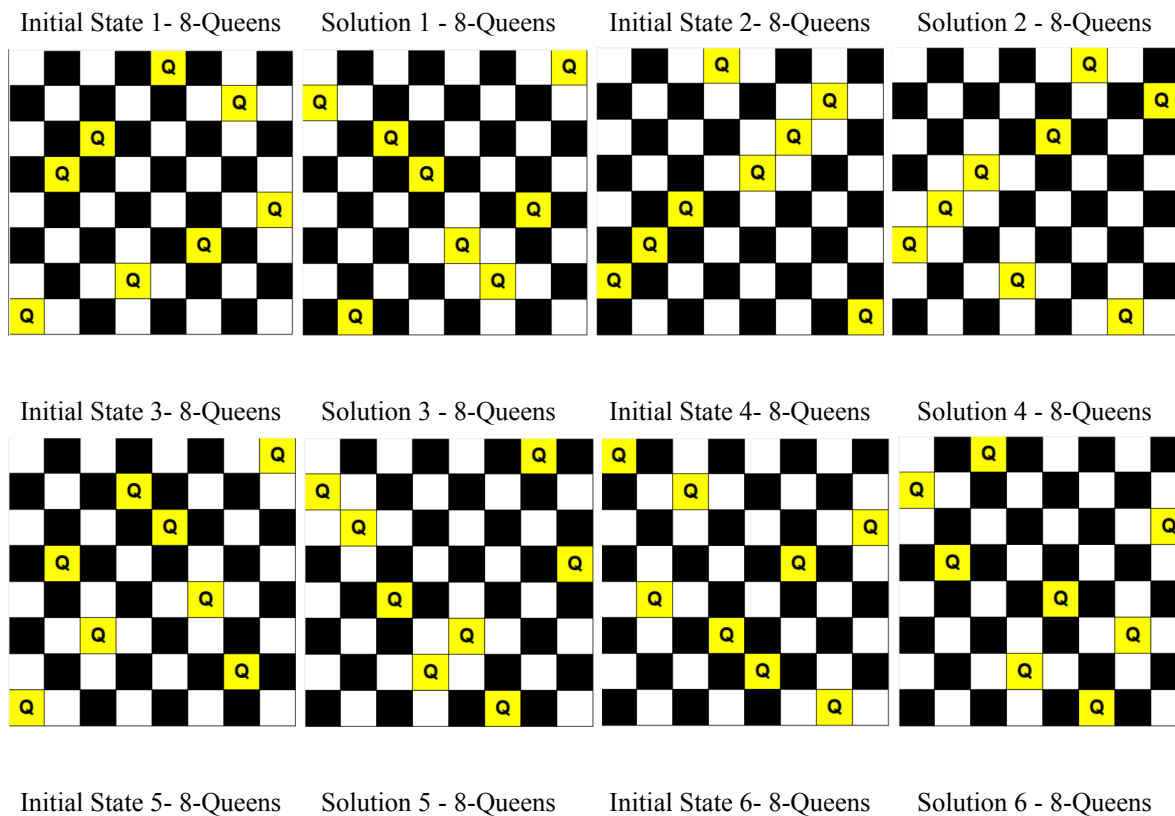 Initial State 1- 8-Queens Solution 1 - 8-Queens Initial State 2- 8-Queens Solution 2 - 8-Queens
Q Q Q Q
Q Q Q Q
Q Q Q Q
Q Q Q Q
Q Q Q Q
Q Q Q Q
Q Q Q Q
Q Q Q Q
Initial State 3- 8-Queens Solution 3 - 8-Queens Initial State 4- 8-Queens Solution 4 - 8-Queens
Q Q Q Q
Q Q Q Q
Q Q Q Q
Q Q Q Q
Q Q Q Q
Q Q Q Q
Q Q Q Q
Q Q Q Q
Initial State 5- 8-Queens Solution 5 - 8-Queens Initial State 6- 8-Queens Solution 6 - 8-Queens